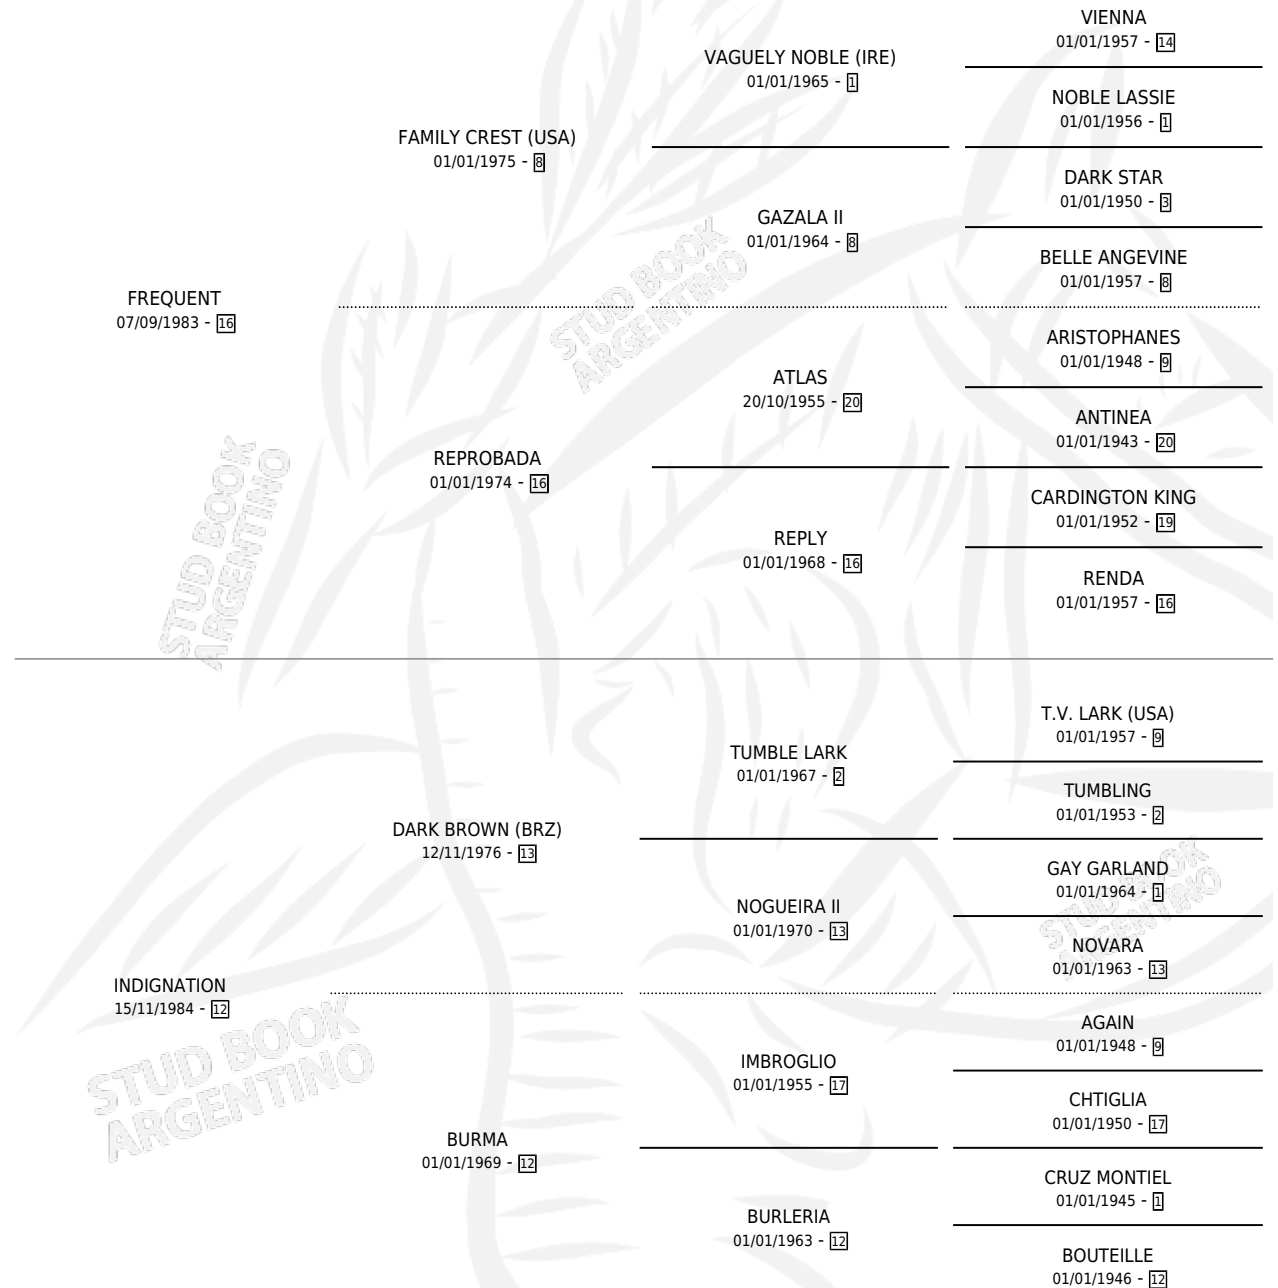 VIENNA
01/01/1957 - 14
VAGUELY NOBLE (IRE)
01/01/1965 - 1
NOBLE LASSIE
01/01/1956 - 1
FAMILY CREST (USA)
01/01/1975 - 8
DARK STAR
01/01/1950 - 3
GAZALA II
01/01/1964 - 8
BELLE ANGEVINE
01/01/1957 - 8
STUD BOOK
ARGENTINO
FREQUENT
07/09/1983 - 16
ARISTOPHANES
01/01/1948 - 9
ATLAS
20/10/1955 - 20
ANTINEA
01/01/1943 - 20
REPROBADA
01/01/1974 - 16
CARDINGTON KING
01/01/1952 - 19
REPLY
01/01/1968 - 16
RENDA
01/01/1957 - 16
STUD BOOK
ARGENTINO
T.V. LARK (USA)
01/01/1957 - 9
TUMBLE LARK
01/01/1967 - 2
TUMBLING
01/01/1953 - 2
DARK BROWN (BRZ)
12/11/1976 - 13
GAY GARLAND
01/01/1964 - 1
NOGUEIRA II
01/01/1970 - 13
NOVARA
01/01/1963 - 13
STUD BOOK
ARGENTINO
INDIGNATION
15/11/1984 - 12
AGAIN
01/01/1948 - 9
IMBROGLIO
01/01/1955 - 17
CHTIGLIA
01/01/1950 - 17
STUD BOOK
ARGENTINO
BURMA
01/01/1969 - 12
CRUZ MONTIEL
01/01/1945 - 1
BURLERIA
01/01/1963 - 12
BOUTEILLE
01/01/1946 - 12